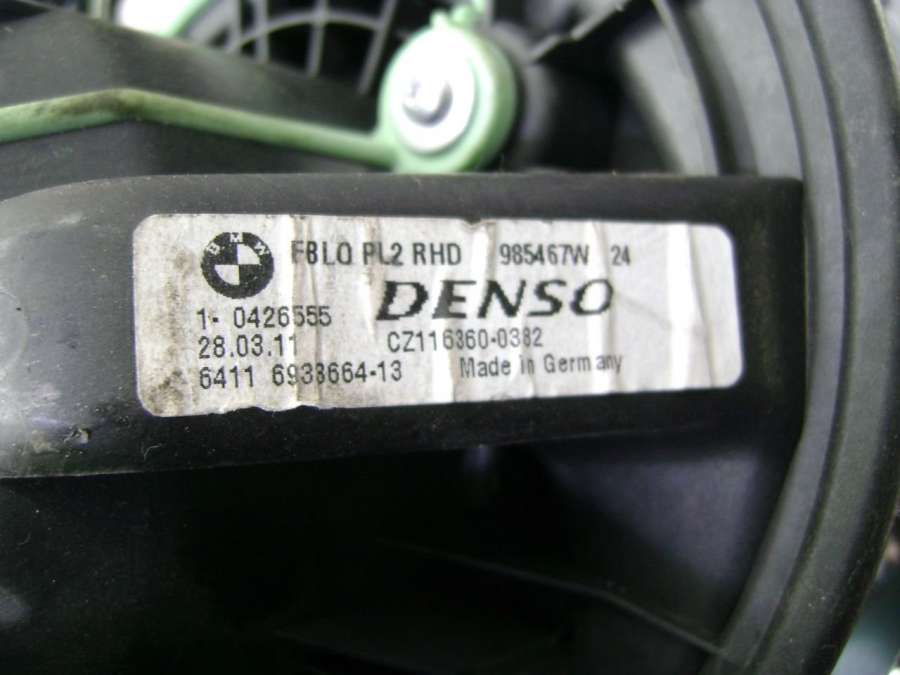 BMW FBLO PL2 RHD 985467W 24
DENSO
1- 0426555
28.03.11 CZ116360-0382
6411 6933664-13 Made in Germany